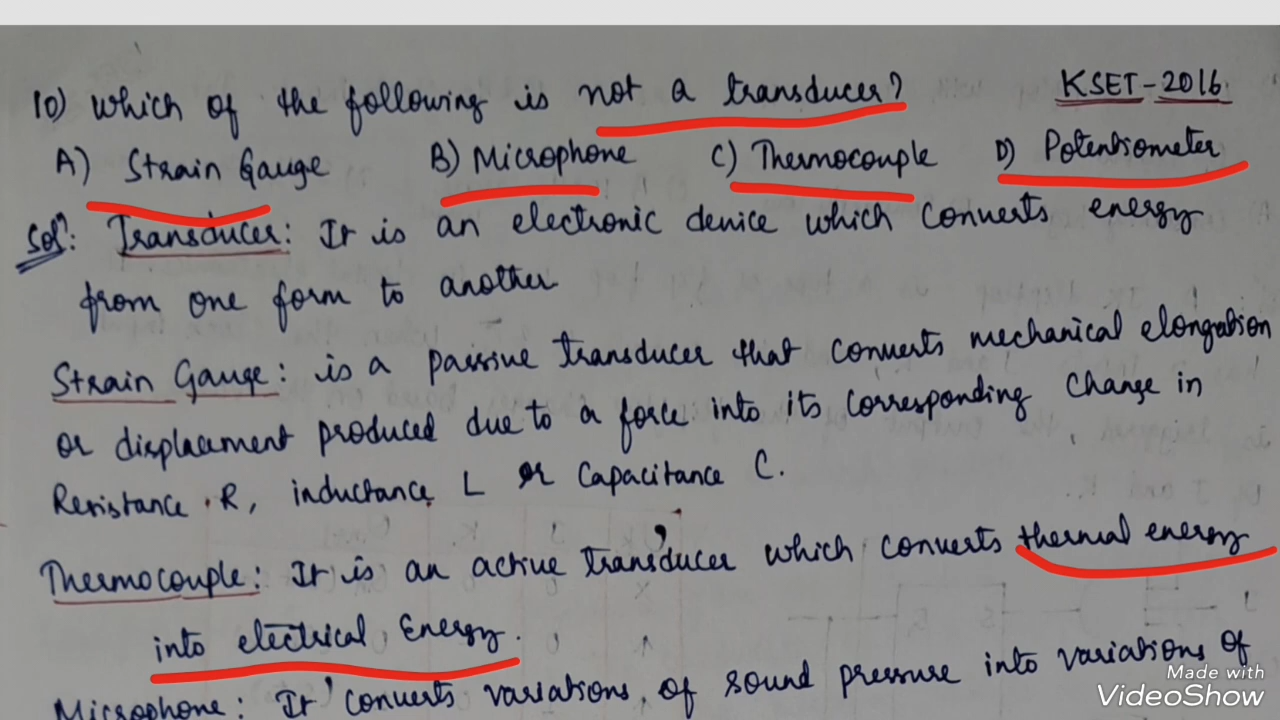 10) Which of the following is not a transducer? KSET-2016
A) Strain Gauge B) Microphone C) Thermocouple D) Potentiometer
Solⁿ: Transducer: It is an electronic device which converts energy
from one form to another
Strain Gauge: is a passive transducer that converts mechanical elongation
or displacement produced due to a force into its corresponding change in
Resistance R, inductance L or Capacitance C.
Thermocouple: It is an active transducer which converts thermal energy
into electrical Energy.
Microphone: It converts variations of sound pressure into variations of
Made with
VideoShow